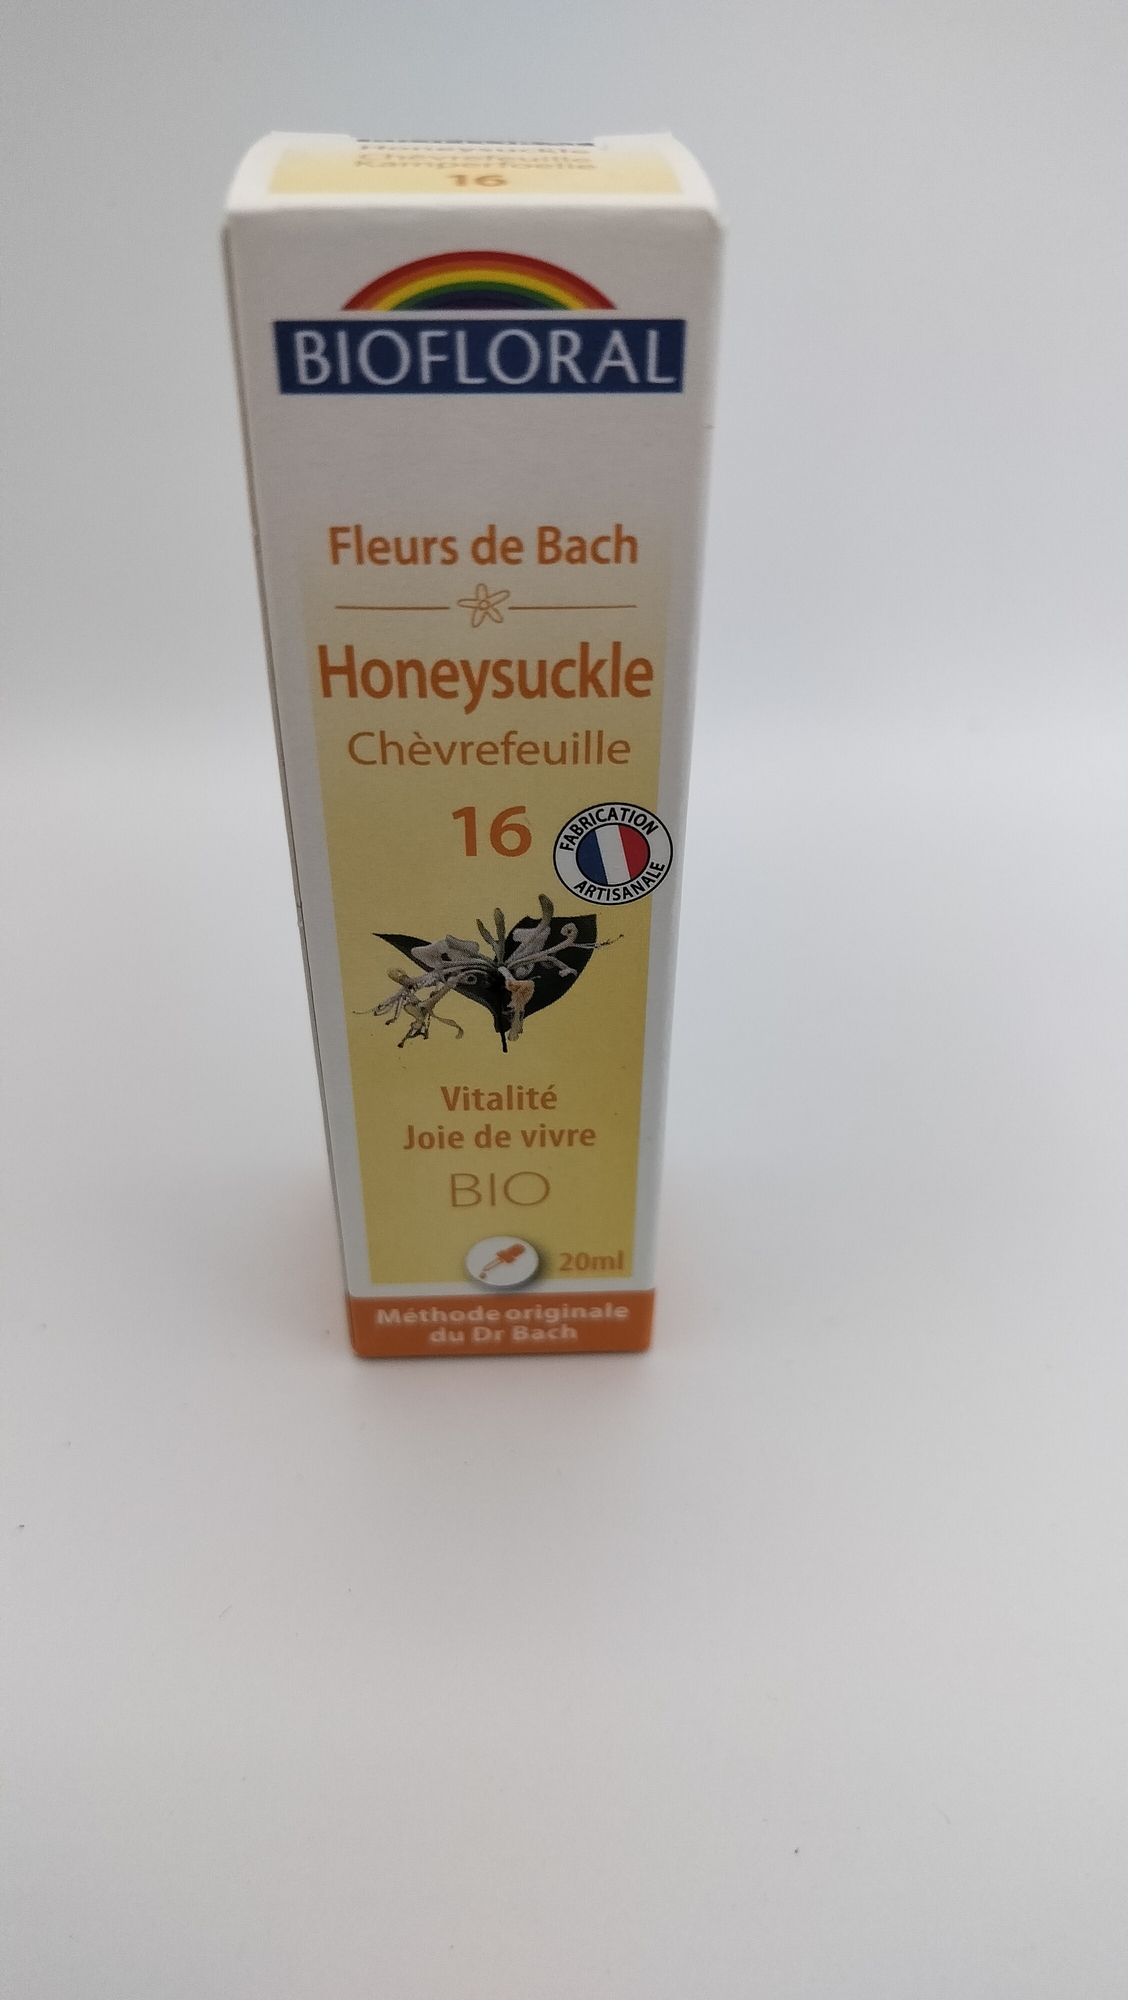 Honeysuckle
Chèvrefeuille
Kamperfoelie
16
BIOFLORAL
Fleurs de Bach
Honeysuckle
Chèvrefeuille
16
FABRICATION
ARTISANALE
Vitalité
Joie de vivre
BIO
20ml
Méthode originale
du Dr Bach